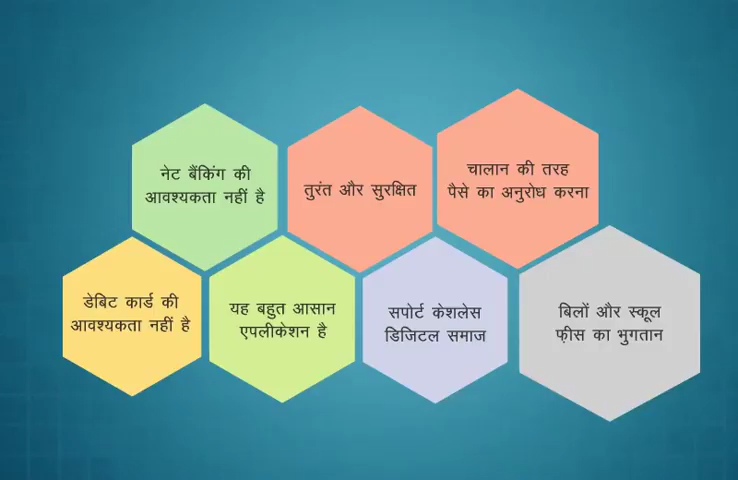 नेट बैंकिंग की
आवश्यकता नहीं है
तुरंत और सुरक्षित
चालान की तरह
पैसे का अनुरोध करना
डेबिट कार्ड की
आवश्यकता नहीं है
यह बहुत आसान
एपलीकेशन है
सपोर्ट केशलेस
डिजिटल समाज
बिलों और स्कूल
फ़ीस का भुगतान